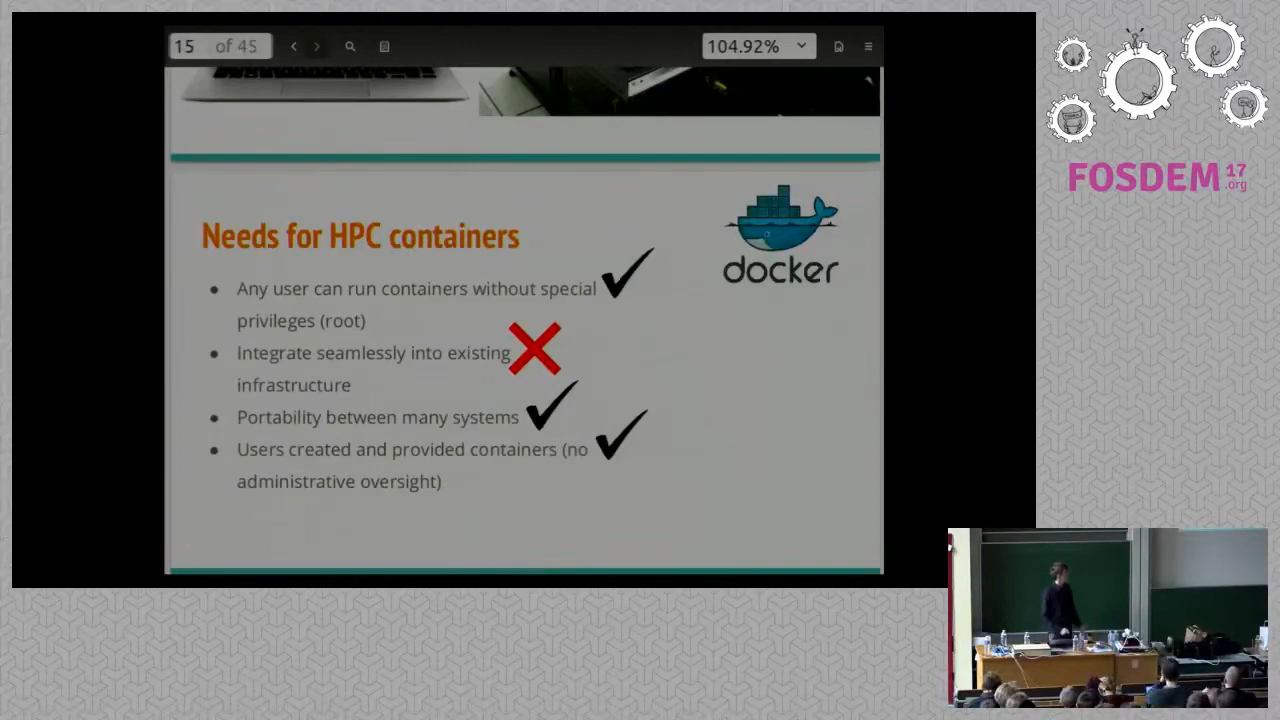 15 of 45
104.92%
FOSDEM 17
.org
Needs for HPC containers
docker
● Any user can run containers without special
privileges (root)
● Integrate seamlessly into existing
infrastructure
● Portability between many systems
● Users created and provided containers (no
administrative oversight)